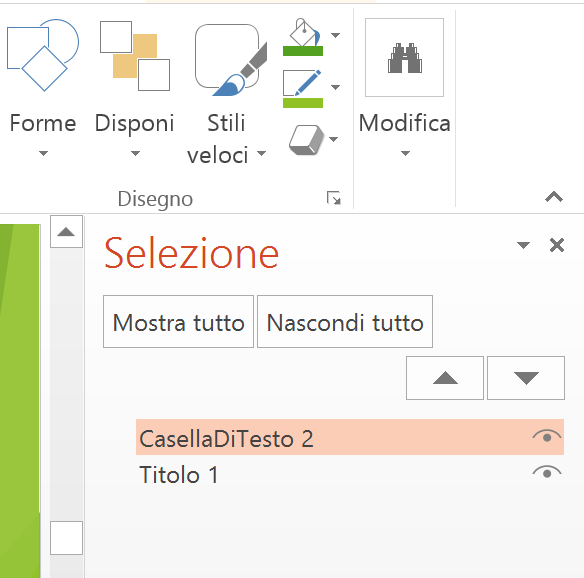 Forme
Disponi
Stili
veloci
Modifica
Disegno
Selezione
Mostra tutto
Nascondi tutto
CasellaDiTesto 2
Titolo 1